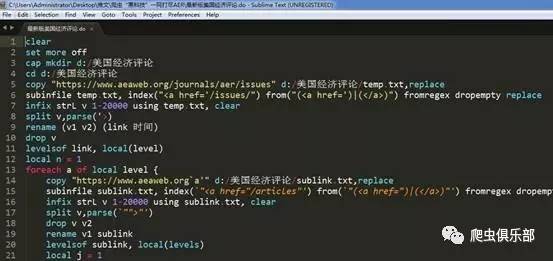 C:\Users\Administrator\Desktop\推文\爬虫 "黑科技" 一网打尽AER\最新版美国经济评论.do - Sublime Text (UNREGISTERED)
File Edit Selection Find View Goto Tools Project Preferences Help
最新版美国经济评论.do
1 clear
2 set more off
3 cap mkdir d:/美国经济评论
4 cd d:/美国经济评论
5 copy "https://www.aeaweb.org/journals/aer/issues" d:/美国经济评论/temp.txt,replace
6 subinfile temp.txt, index("<a href='/issues/") from("(<a href=')|(</a>)") fromregex dropempty replace
7 infix strL v 1-20000 using temp.txt, clear
8 split v,parse('>)
9 rename (v1 v2) (link 时间)
10 drop v
11 levelsof link, local(level)
12 local n = 1
13 foreach a of local level {
14 copy "https://www.aeaweb.org`a'" d:/美国经济评论/sublink.txt,replace
15 subinfile sublink.txt, index(`"<a href="/articles"') from(`"(<a href=")|(</a>)"') fromregex dropempt
16 infix strL v 1-20000 using sublink.txt, clear
17 split v,parse(`"">"')
18 drop v v2
19 rename v1 sublink
20 levelsof sublink, local(levels)
21 local j = 1
爬虫俱乐部